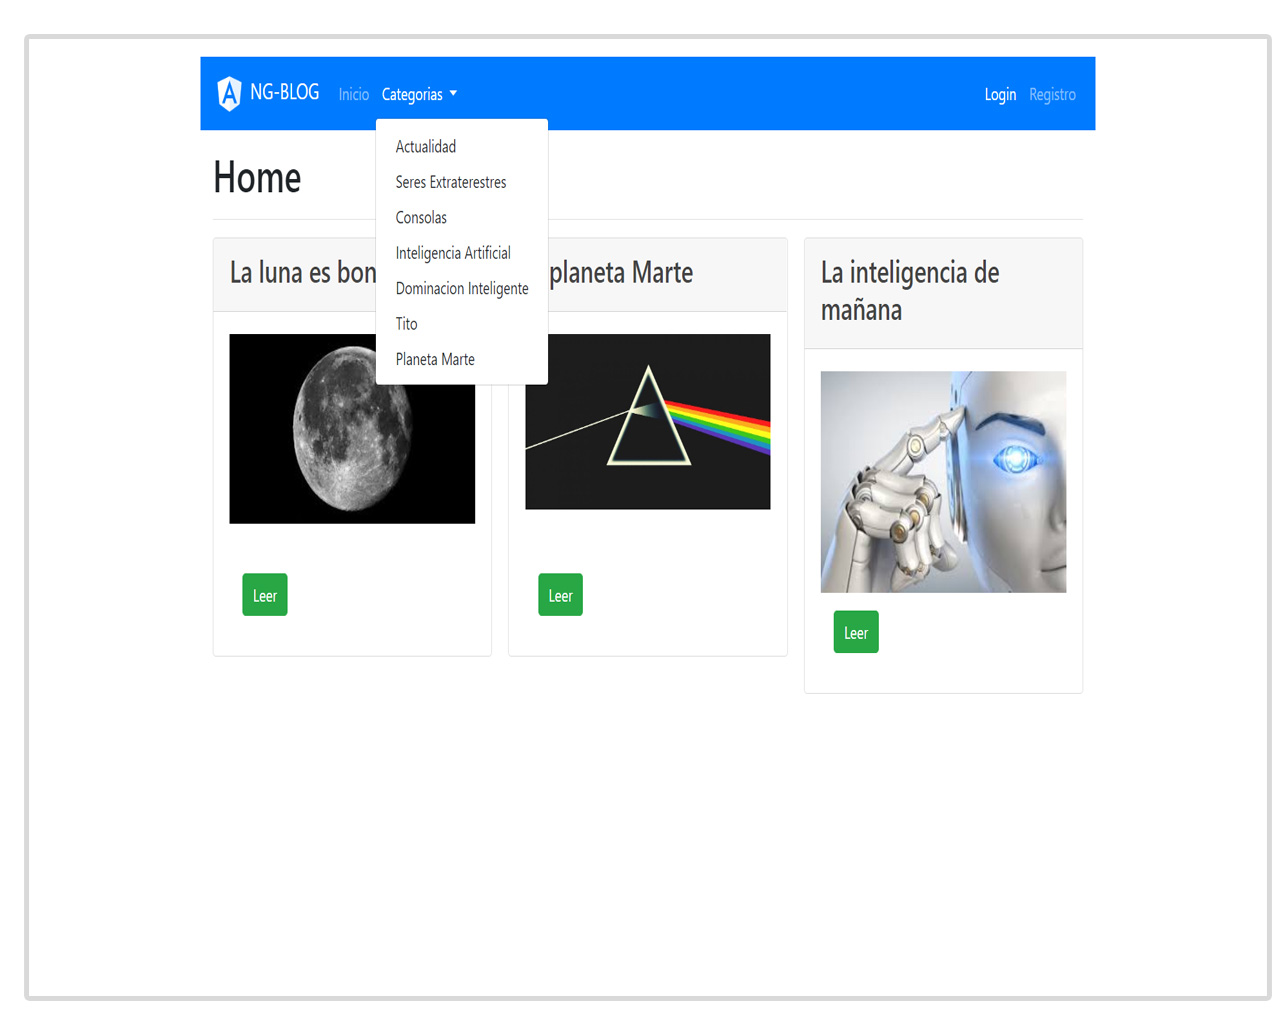 NG-BLOG Inicio Categorias Login Registro
Actualidad
Seres Extraterestres
Consolas
Inteligencia Artificial
Dominacion Inteligente
Tito
Planeta Marte
Home
La luna es bon
planeta Marte
La inteligencia de
mañana
Leer
Leer
Leer